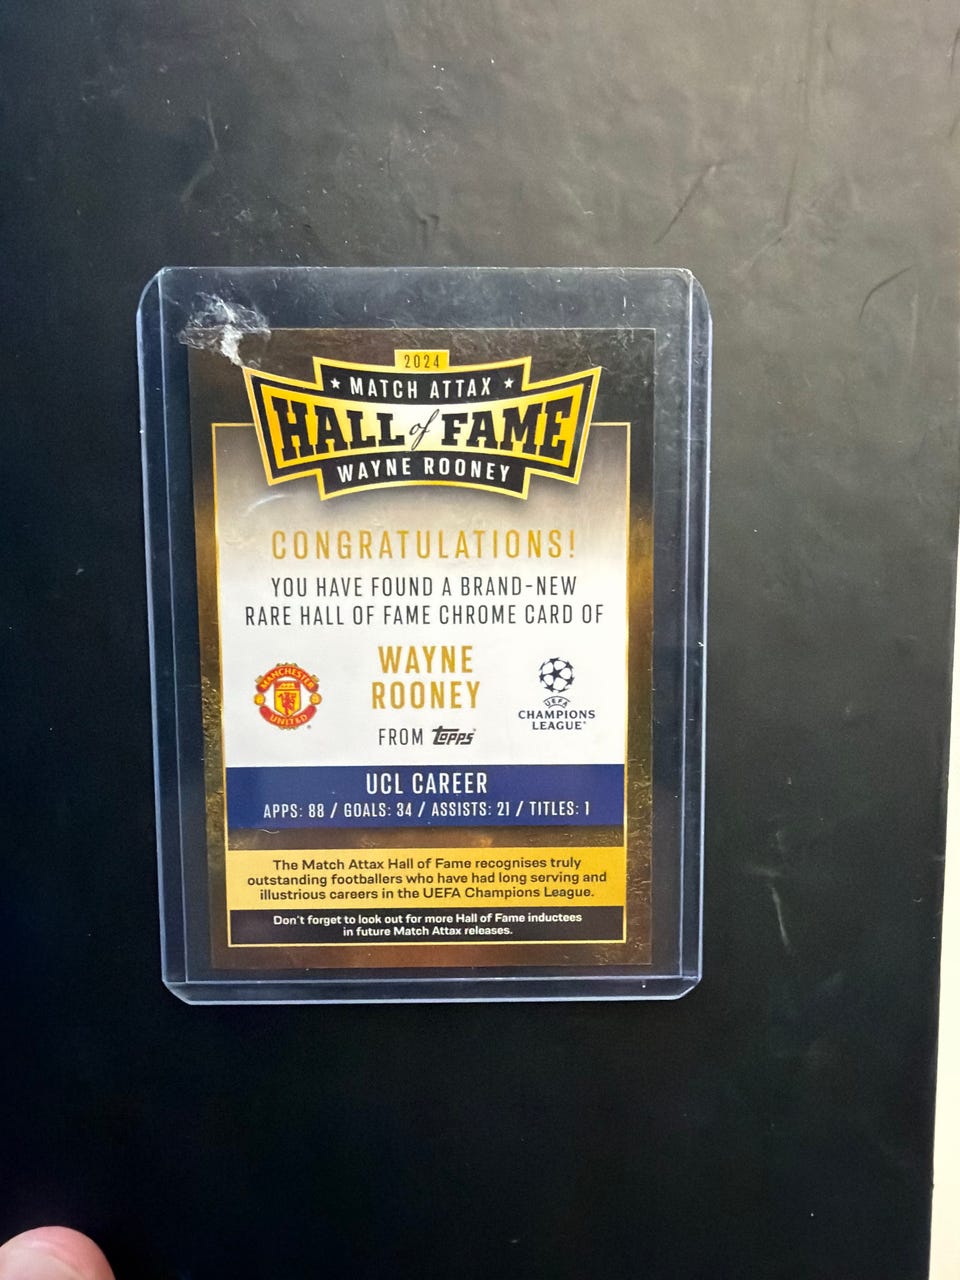 2024
★ MATCH ATTAX ★
HALL of FAME
WAYNE ROONEY
CONGRATULATIONS!
YOU HAVE FOUND A BRAND-NEW
RARE HALL OF FAME CHROME CARD OF
WAYNE
ROONEY
MANCHESTER
UNITED
UEFA
CHAMPIONS
LEAGUE®
FROM topps
UCL CAREER
APPS: 88 / GOALS: 34 / ASSISTS: 21 / TITLES: 1
The Match Attax Hall of Fame recognises truly
outstanding footballers who have had long serving and
illustrious careers in the UEFA Champions League.
Don't forget to look out for more Hall of Fame inductees
in future Match Attax releases.